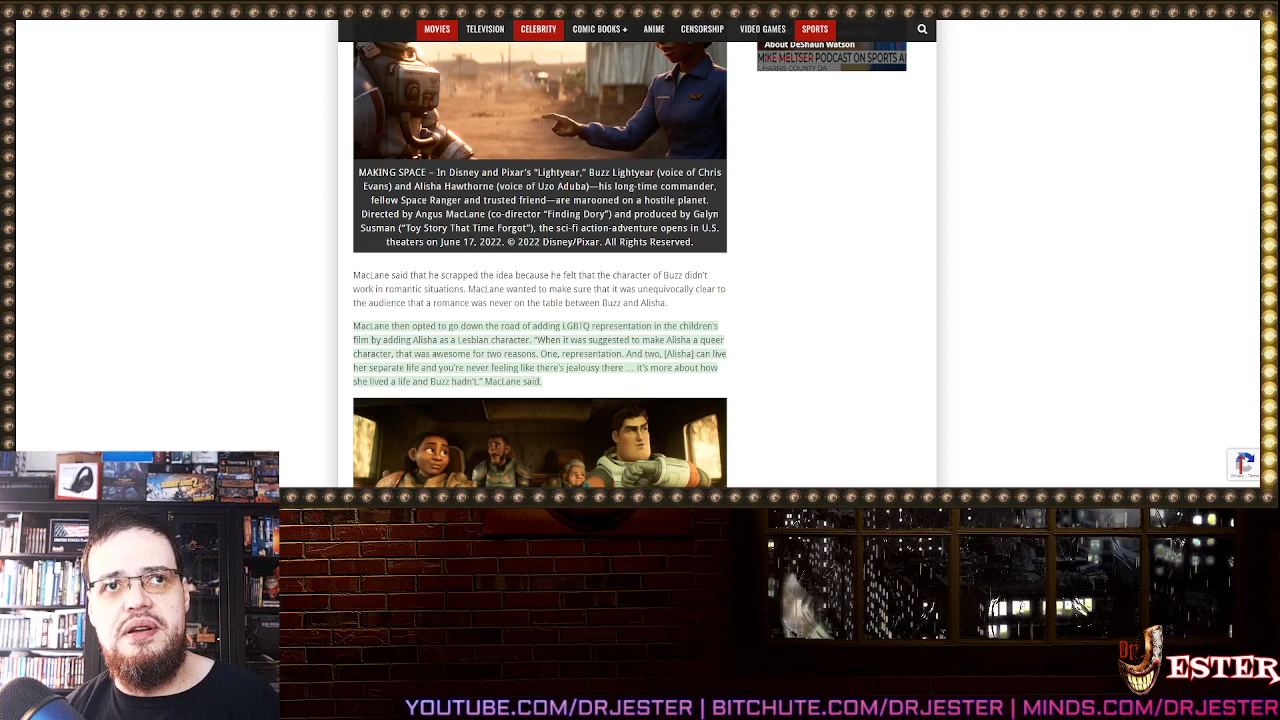 MOVIES TELEVISION CELEBRITY COMIC BOOKS + ANIME CENSORSHIP VIDEO GAMES SPORTS
About DeShaun Watson
MIKE MELTSER PODCAST ON SPORTS
HARRIS COUNTY DA
MAKING SPACE – In Disney and Pixar's “Lightyear,” Buzz Lightyear (voice of Chris
Evans) and Alisha Hawthorne (voice of Uzo Aduba)—his long-time commander,
fellow Space Ranger and trusted friend—are marooned on a hostile planet.
Directed by Angus MacLane (co-director “Finding Dory”) and produced by Galyn
Susman (“Toy Story That Time Forgot”), the sci-fi action-adventure opens in U.S.
theaters on June 17, 2022. © 2022 Disney/Pixar. All Rights Reserved.
MacLane said that he scrapped the idea because he felt that the character of Buzz didn't
work in romantic situations. MacLane wanted to make sure that it was unequivocally clear to
the audience that a romance was never on the table between Buzz and Alisha.
MacLane then opted to go down the road of adding LGBTQ representation in the children's
film by adding Alisha as a Lesbian character. “When it was suggested to make Alisha a queer
character, that was awesome for two reasons. One, representation. And two, [Alisha] can live
her separate life and you're never feeling like there's jealousy there … it's more about how
she lived a life and Buzz hadn't.” MacLane said.
Privacy - Terms
Dr. JESTER
YOUTUBE.COM/DRJESTER | BITCHUTE.COM/DRJESTER | MINDS.COM/DRJESTER